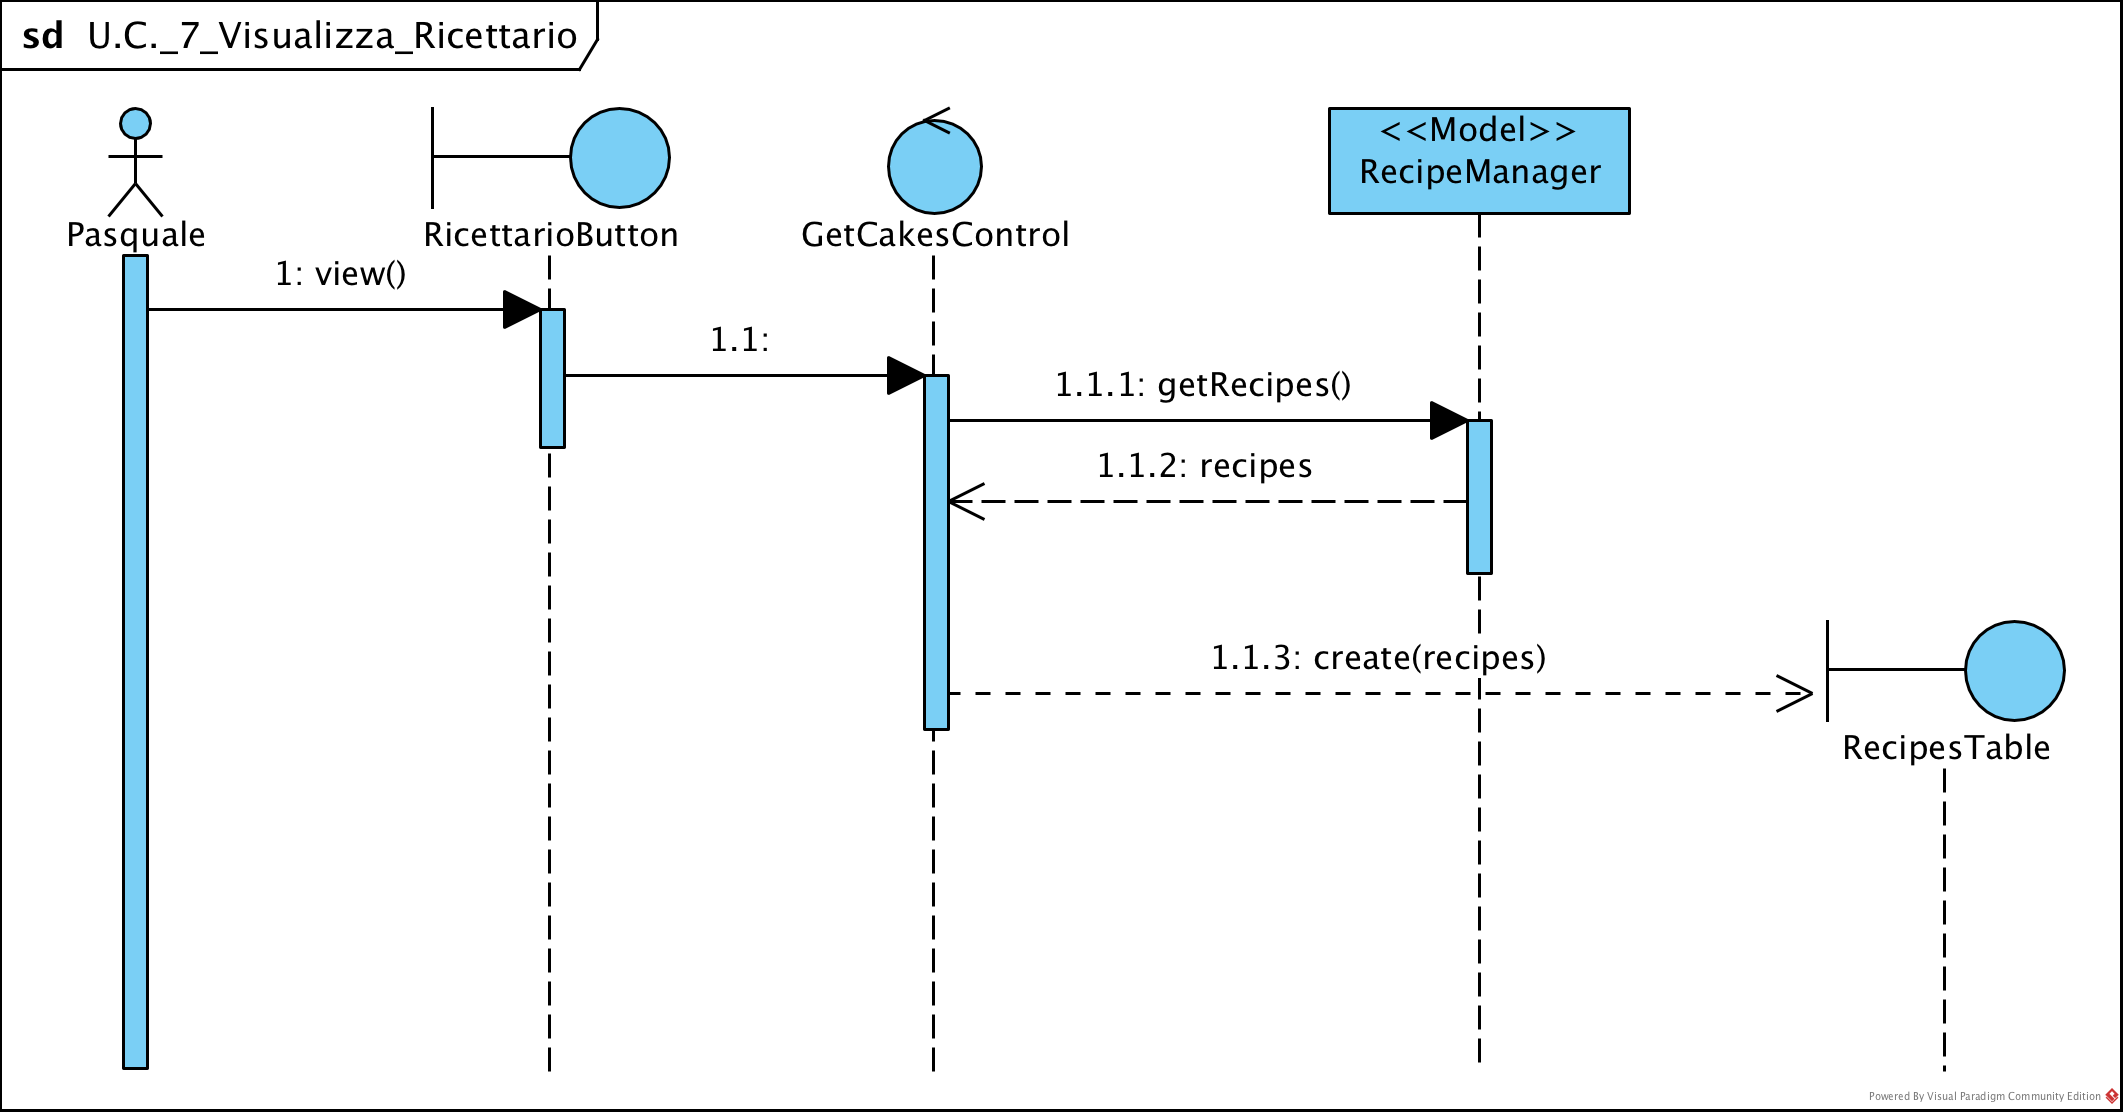 sd U.C._7_Visualizza_Ricettario
<<Model>>
RecipeManager
Pasquale
RicettarioButton
GetCakesControl
1: view()
1.1:
1.1.1: getRecipes()
1.1.2: recipes
1.1.3: create(recipes)
RecipesTable
Powered By Visual Paradigm Community Edition